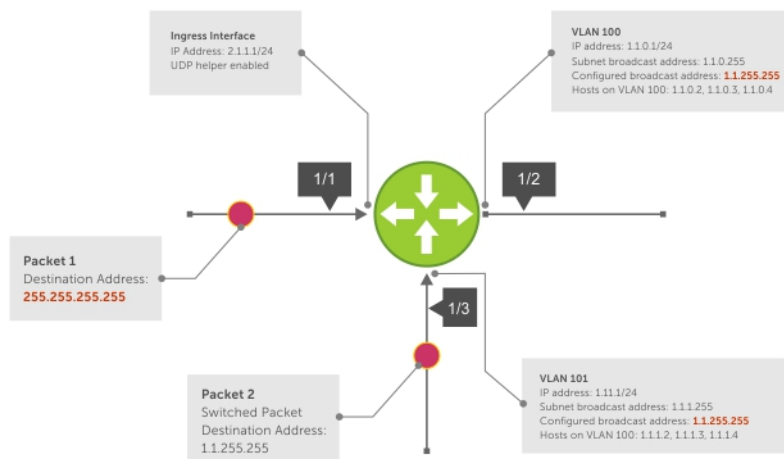 Ingress Interface
IP Address: 2.1.1.1/24
UDP helper enabled
VLAN 100
IP address: 1.1.0.1/24
Subnet broadcast address: 1.1.0.255
Configured broadcast address: 1.1.255.255
Hosts on VLAN 100: 1.1.0.2, 1.1.0.3, 1.1.0.4
1/1
1/2
Packet 1
Destination Address:
255.255.255.255
1/3
Packet 2
Switched Packet
Destination Address:
1.1.255.255
VLAN 101
IP address: 1.11.1/24
Subnet broadcast address: 1.1.1.255
Configured broadcast address: 1.1.255.255
Hosts on VLAN 100: 1.1.1.2, 1.1.1.3, 1.1.1.4